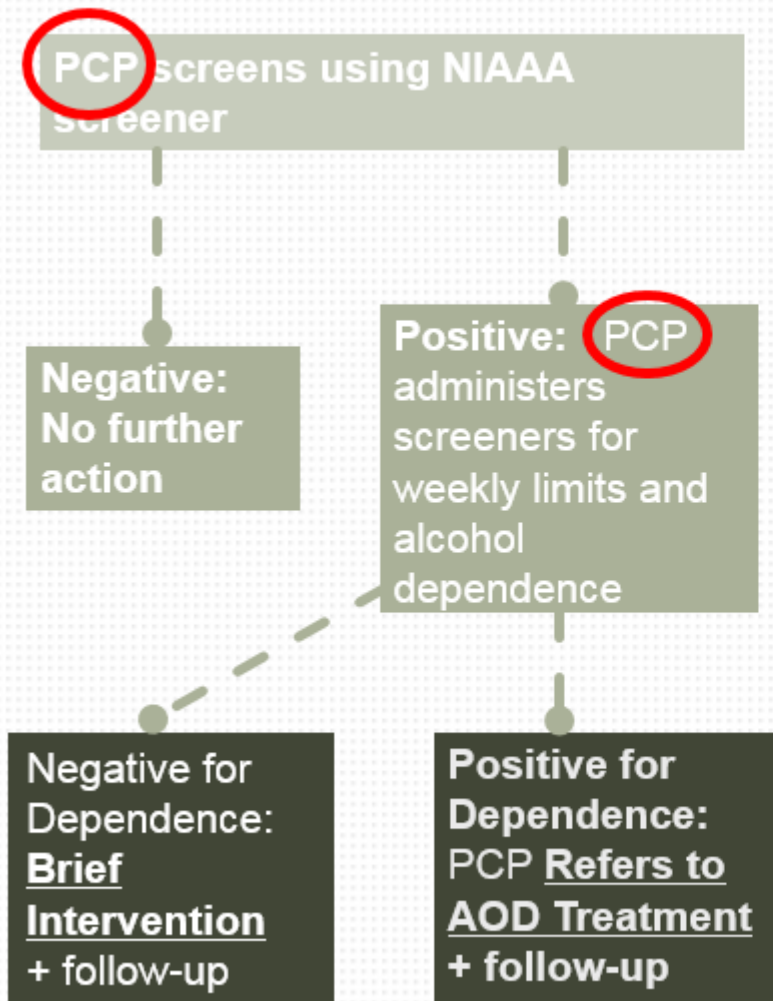 PCP screens using NIAAA
screener
Negative:
No further
action
Positive: PCP
administers
screeners for
weekly limits and
alcohol
dependence
Negative for
Dependence:
Brief
Intervention
+ follow-up
Positive for
Dependence:
PCP Refers to
AOD Treatment
+ follow-up